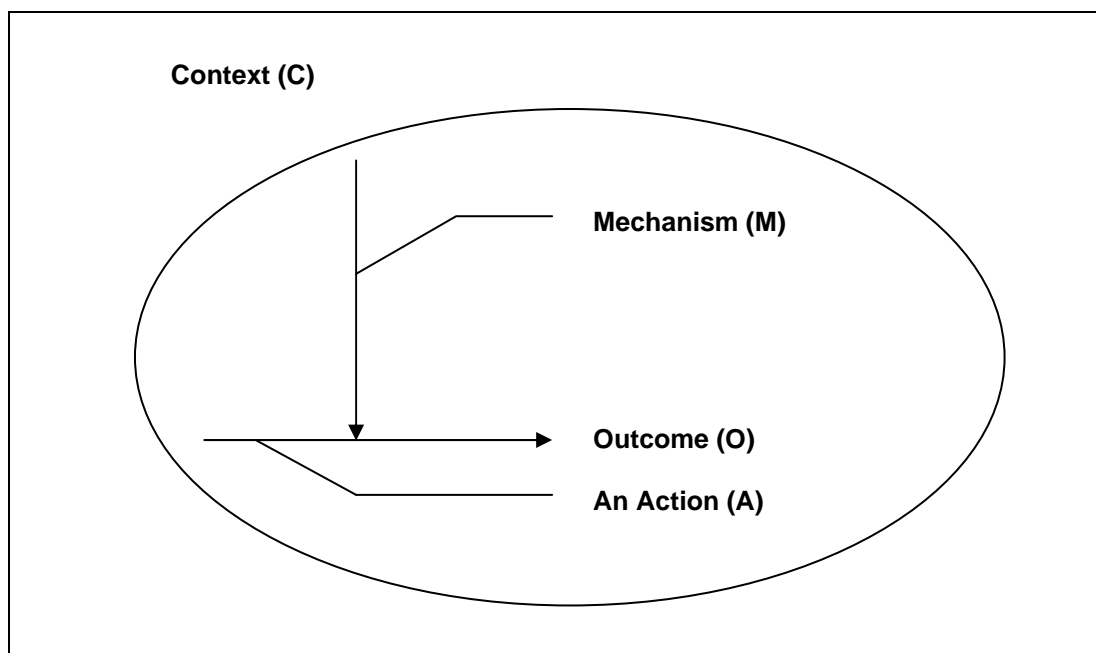 Context (C)
Mechanism (M)
Outcome (O)
An Action (A)